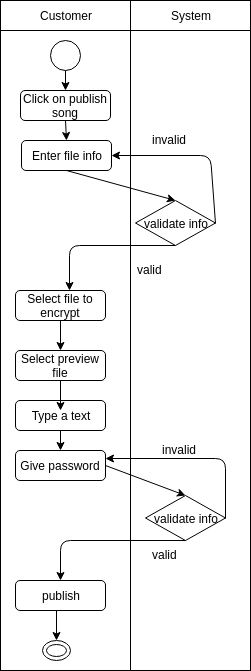 Customer
System
Click on publish
song
invalid
Enter file info
validate info
valid
Select file to
encrypt
Select preview
file
Type a text
invalid
Give password
validate info
valid
publish